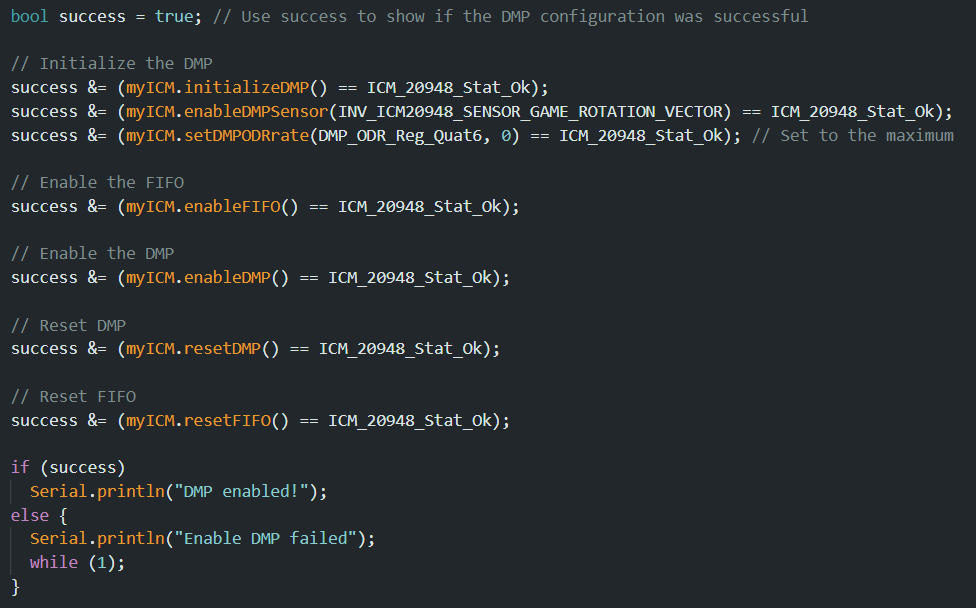 bool success = true; // Use success to show if the DMP configuration was successful
// Initialize the DMP
success &= (myICM.initializeDMP() == ICM_20948_Stat_Ok);
success &= (myICM.enableDMPSensor(INV_ICM20948_SENSOR_GAME_ROTATION_VECTOR) == ICM_20948_Stat_Ok);
success &= (myICM.setDMPODRrate(DMP_ODR_Reg_Quat6, 0) == ICM_20948_Stat_Ok); // Set to the maximum
// Enable the FIFO
success &= (myICM.enableFIFO() == ICM_20948_Stat_Ok);
// Enable the DMP
success &= (myICM.enableDMP() == ICM_20948_Stat_Ok);
// Reset DMP
success &= (myICM.resetDMP() == ICM_20948_Stat_Ok);
// Reset FIFO
success &= (myICM.resetFIFO() == ICM_20948_Stat_Ok);
if (success)
  Serial.println("DMP enabled!");
else {
  Serial.println("Enable DMP failed");
  while (1);
}